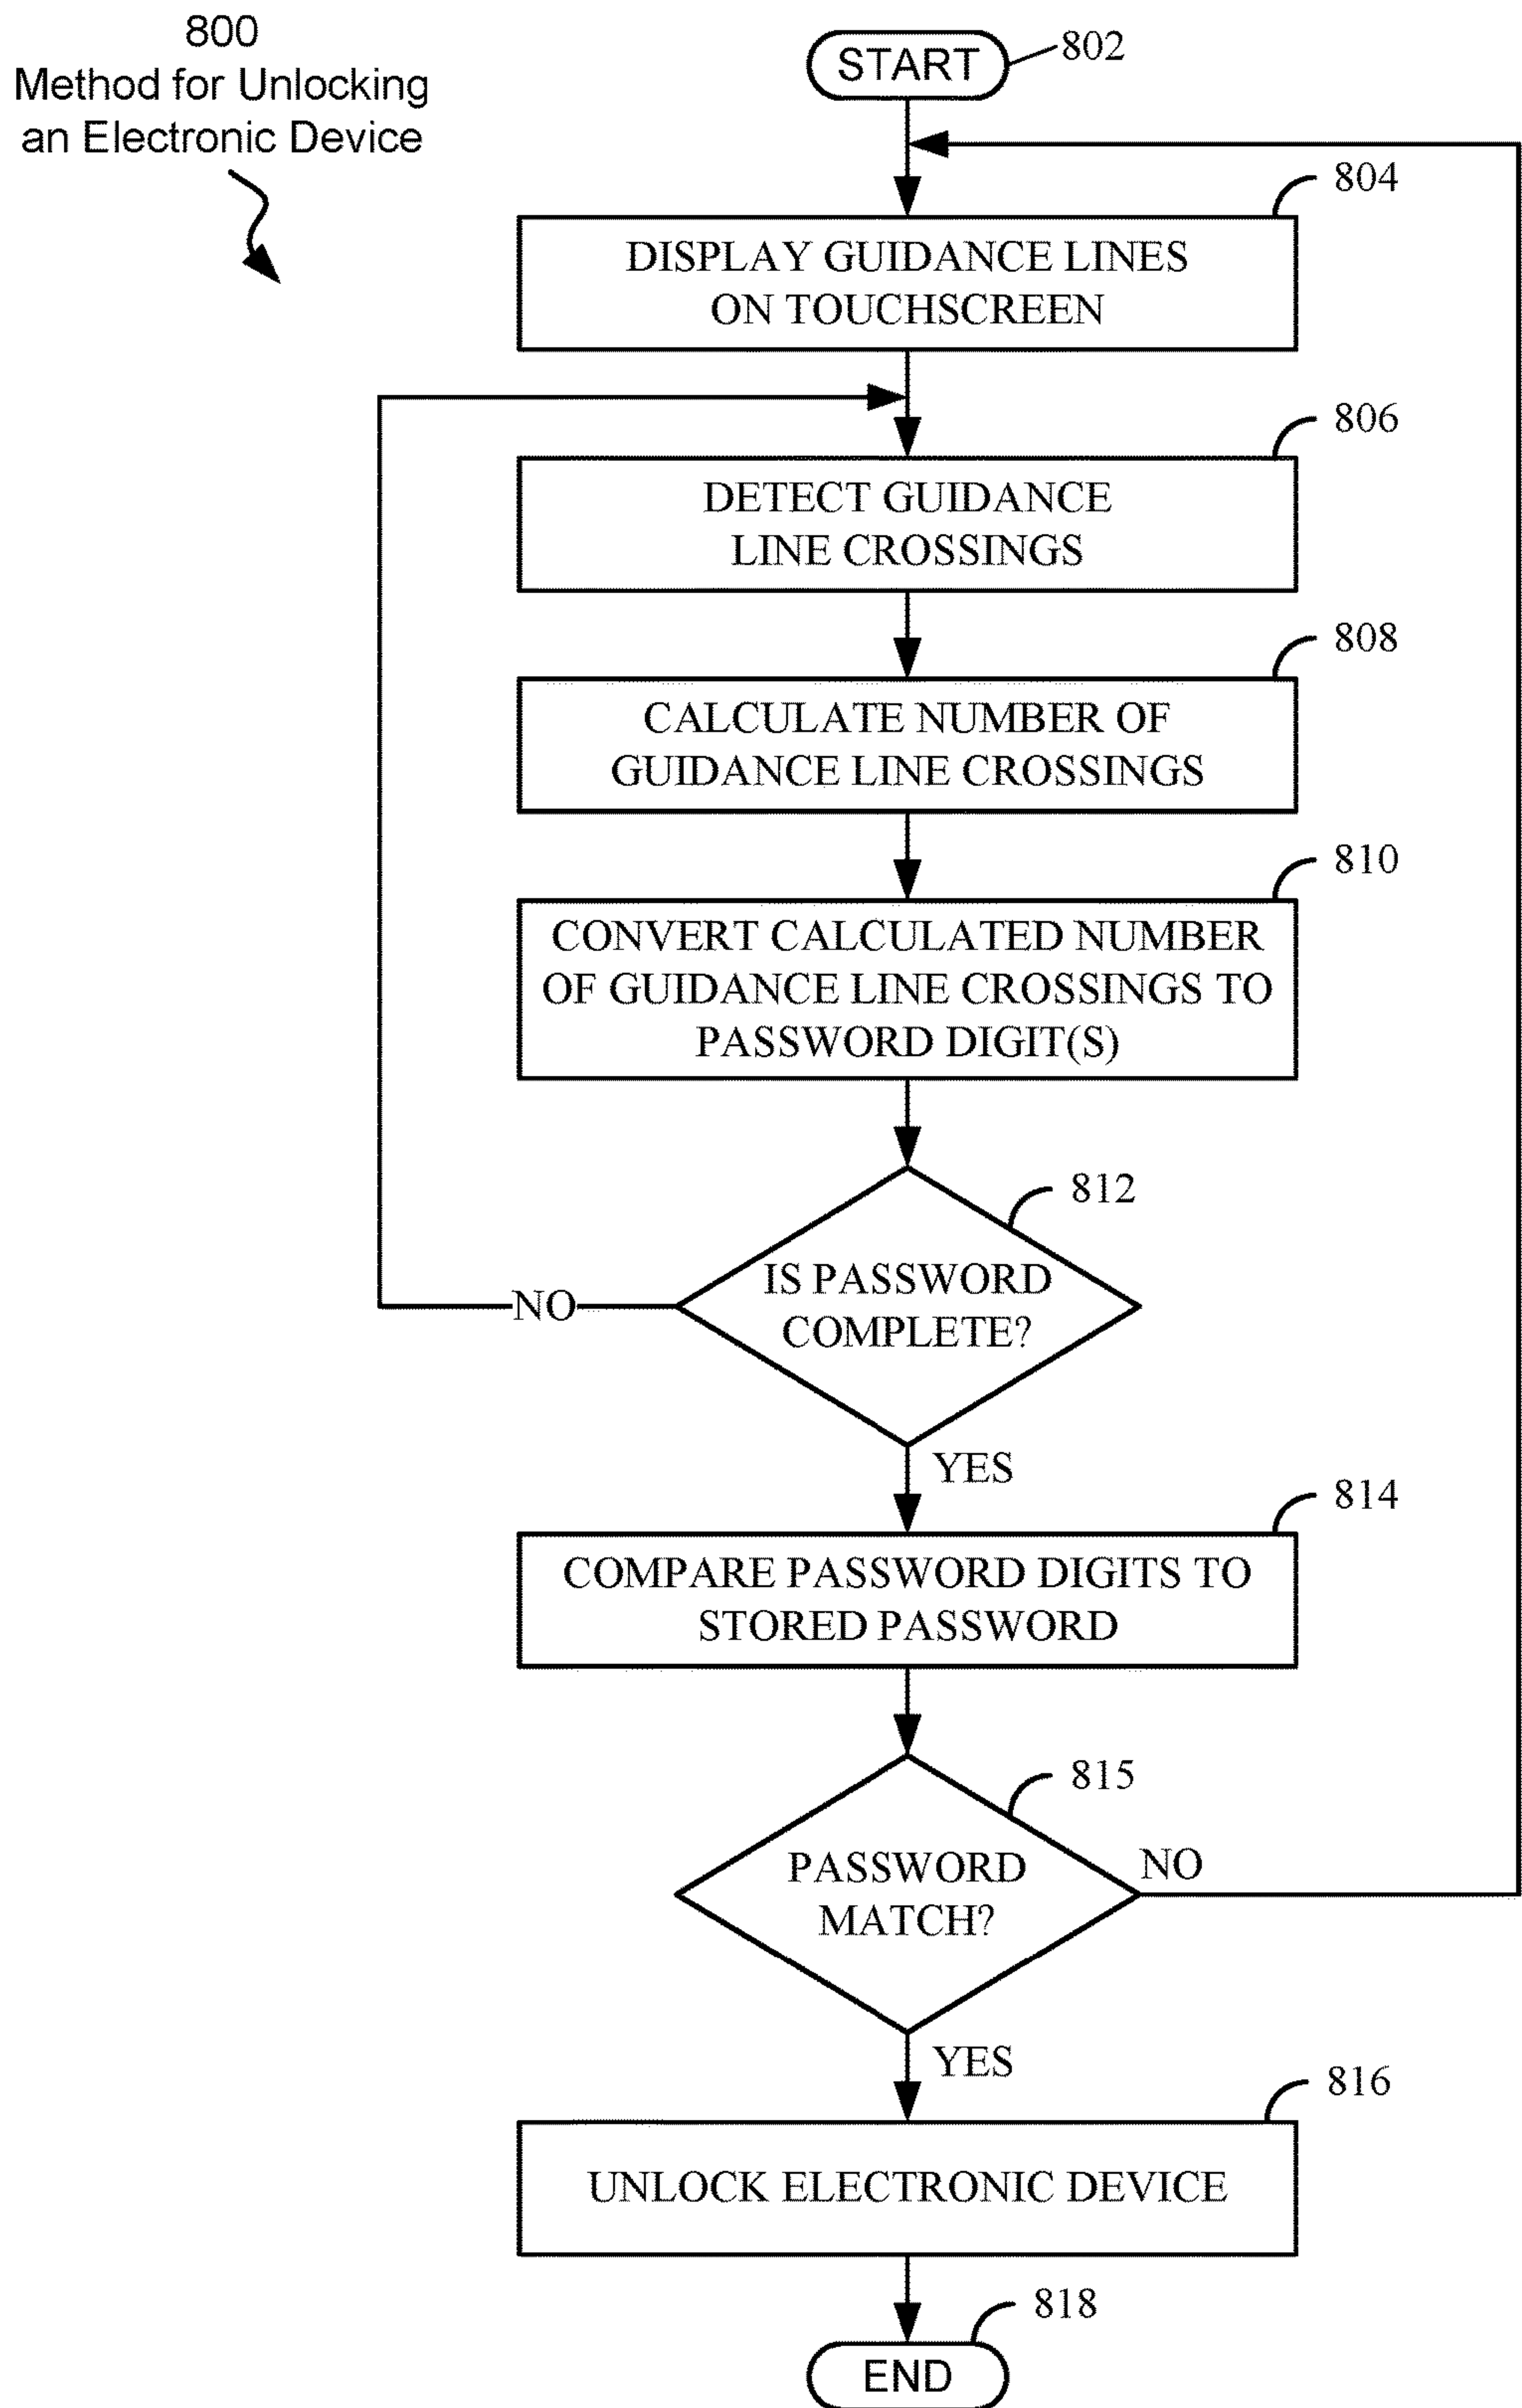 800
Method for Unlocking
an Electronic Device
START
802
804
DISPLAY GUIDANCE LINES
ON TOUCHSCREEN
806
DETECT GUIDANCE
LINE CROSSINGS
808
CALCULATE NUMBER OF
GUIDANCE LINE CROSSINGS
810
CONVERT CALCULATED NUMBER
OF GUIDANCE LINE CROSSINGS TO
PASSWORD DIGIT(S)
812
IS PASSWORD
COMPLETE?
NO
YES
814
COMPARE PASSWORD DIGITS TO
STORED PASSWORD
815
PASSWORD
MATCH?
NO
YES
816
UNLOCK ELECTRONIC DEVICE
818
END